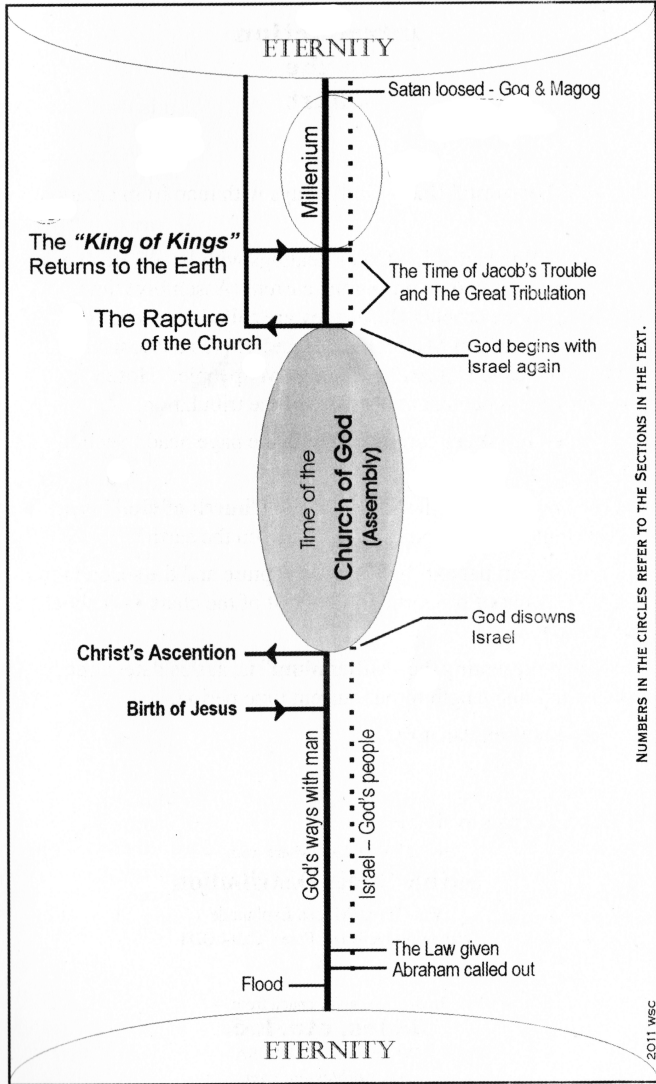 ETERNITY
Satan loosed - Gog & Magog
Millenium
The "King of Kings"
Returns to the Earth
The Time of Jacob's Trouble
and The Great Tribulation
The Rapture
of the Church
God begins with
Israel again
Time of the
Church of God
(Assembly)
God disowns
Israel
Christ's Ascention
Birth of Jesus
God's ways with man
Israel – God's people
The Law given
Abraham called out
Flood
ETERNITY
NUMBERS IN THE CIRCLES REFER TO THE SECTIONS IN THE TEXT.
2011 WSC